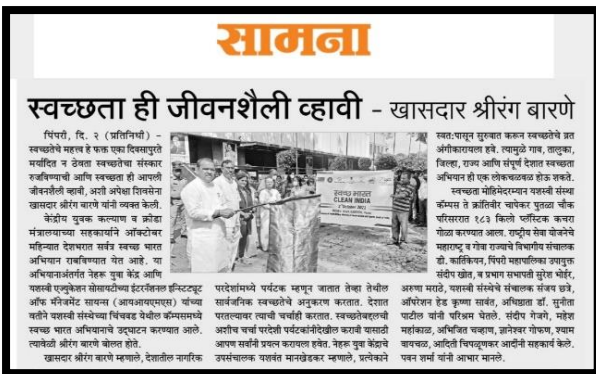 सामना
स्वच्छता ही जीवनशैली व्हावी - खासदार श्रीरंग बारणे
पिंपरी, दि. २ (प्रतिनिधी) -
स्वच्छतेचे महत्त्व हे फक्त एका दिवसापुरते
मर्यादित न ठेवता स्वच्छतेचा संस्कार
रुजविण्याची आणि स्वच्छता ही आपली
जीवनशैली व्हावी, अशी अपेक्षा शिवसेना
खासदार श्रीरंग बारणे यांनी व्यक्त केली.
केंद्रीय युवक कल्याण व क्रीडा
मंत्रालयाच्या सहकार्याने ऑक्टोबर
महिन्यात देशभरात सर्वत्र स्वच्छ भारत
अभियान राबविण्यात येत आहे. या
अभियानाअंतर्गत नेहरू युवा केंद्र आणि
यशस्वी एज्युकेशन सोसायटीच्या इंटरनॅशनल इन्स्टिट्यूट
ऑफ मॅनेजमेंट सायन्स (आयआयएमएस) यांच्या
वतीने यशस्वी संस्थेच्या चिंचवड येथील कॅम्पसमध्ये
स्वच्छ भारत अभियानाचे उद्घाटन करण्यात आले.
त्यावेळी श्रीरंग बारणे बोलत होते.
खासदार श्रीरंग बारणे म्हणाले, देशातील नागरिक
स्वच्छ भारत
CLEAN INDIA
परदेशांमध्ये पर्यटक म्हणून जातात तेव्हा तेथील
सार्वजनिक स्वच्छतेचे अनुकरण करतात. देशात
परतल्यावर त्याची चर्चाही करतात. स्वच्छतेबद्दलची
अशीच चर्चा परदेशी पर्यटकांनीदेखील करावी यासाठी
आपण सर्वांनी प्रयत्न करायला हवेत. नेहरू युवा केंद्राचे
उपसंचालक यशवंत मानखेडकर म्हणाले, प्रत्येकाने
स्वत:पासून सुरुवात करून स्वच्छतेचे व्रत
अंगीकारायला हवे. त्यामुळे गाव, तालुका,
जिल्हा, राज्य आणि संपूर्ण देशात स्वच्छता
अभियान ही एक लोकचळवळ होऊ शकते.
स्वच्छता मोहिमेदरम्यान यशस्वी संस्था
कॅम्पस ते क्रांतिवीर चापेकर पुतळा चौक
परिसरात १८३ किलो प्लॅस्टिक कचरा
गोळा करण्यात आला. राष्ट्रीय सेवा योजनेचे
महाराष्ट्र व गोवा राज्याचे विभागीय संचालक
डी. कार्तिकेयन, पिंपरी महापालिका उपायुक्त
संदीप खोत, ब प्रभाग सभापती सुरेश भोईर,
अरुणा मराठे, यशस्वी संस्थेचे संचालक संजय छत्रे,
ऑपरेशन हेड कृष्णा सावंत, अधिष्ठाता डॉ. सुनीता
पाटील यांनी परिश्रम घेतले. संदीप गेजगे, महेश
महांकाळ, अभिजित चव्हाण, ज्ञानेश्वर गोफण, श्याम
वायचळ, आदिती चिपळूणकर आदींनी सहकार्य केले.
पवन शर्मा यांनी आभार मानले.